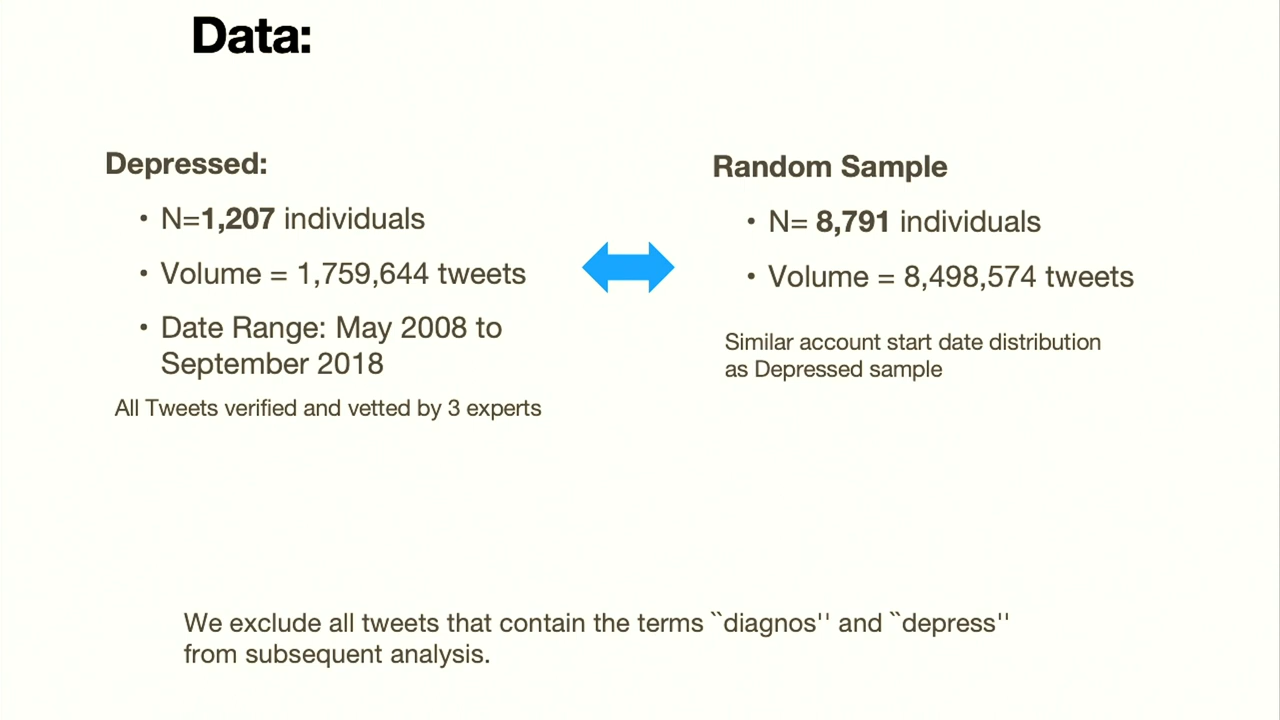 Data:
Depressed:
• N=1,207 individuals
• Volume = 1,759,644 tweets
• Date Range: May 2008 to
September 2018
All Tweets verified and vetted by 3 experts
Random Sample
• N= 8,791 individuals
• Volume = 8,498,574 tweets
Similar account start date distribution
as Depressed sample
We exclude all tweets that contain the terms ``diagnos'' and ``depress''
from subsequent analysis.